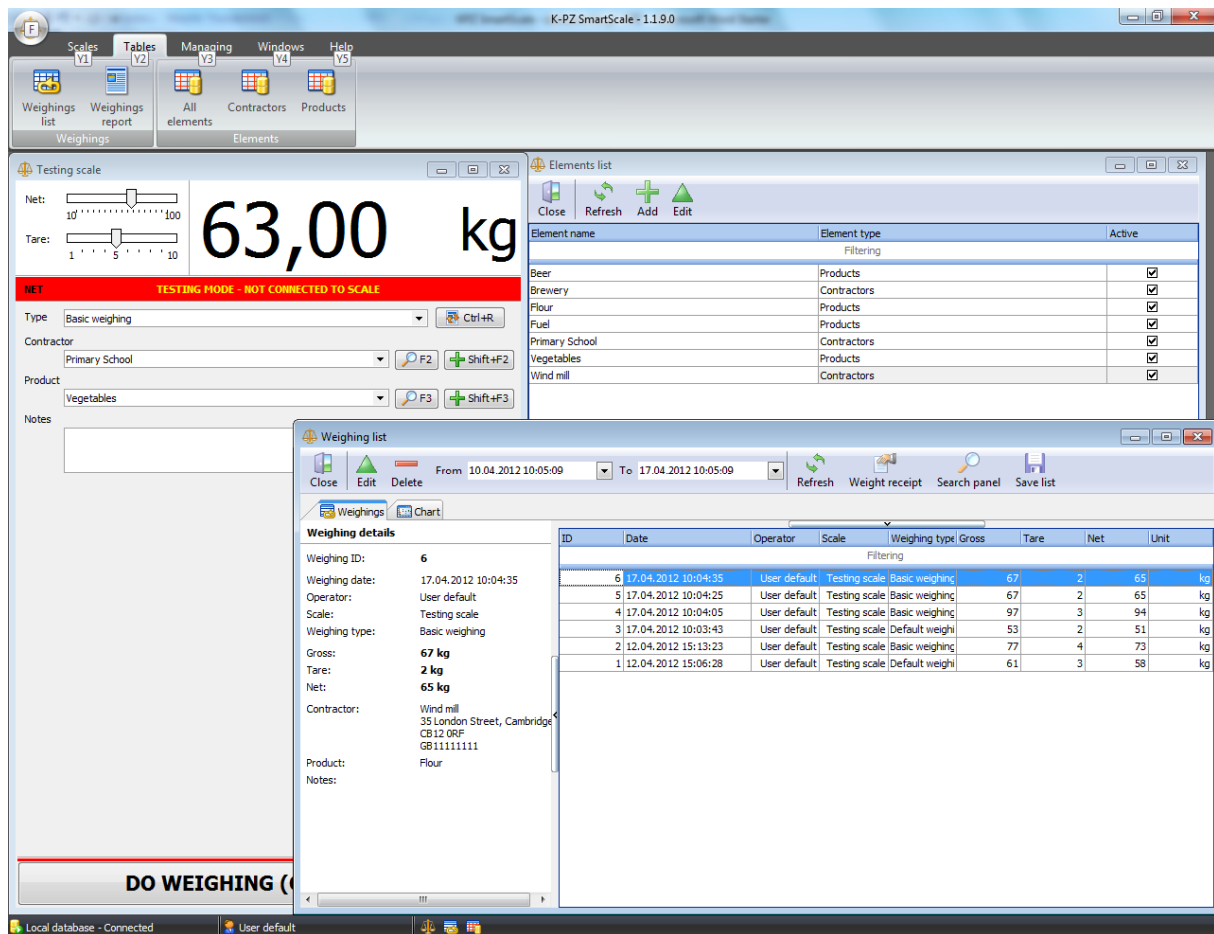 K-PZ SmartScale - 1.1.9.0
F
Scales Tables Managing Windows Help
Y1 Y2 Y3 Y4 Y5
Weighings list
Weighings report
All elements
Contractors
Products
Weighings
Elements
Testing scale
Net:
10 100
Tare:
1 5 10
63,00 kg
NET TESTING MODE - NOT CONNECTED TO SCALE
Type Basic weighing Ctrl+R
Contractor
Primary School F2 Shift+F2
Product
Vegetables F3 Shift+F3
Notes
DO WEIGHING (
Elements list
Close Refresh Add Edit
Element name Element type Active
Filtering
Beer Products
Brewery Contractors
Flour Products
Fuel Products
Primary School Contractors
Vegetables Products
Wind mill Contractors
Weighing list
Close Edit Delete From 10.04.2012 10:05:09 To 17.04.2012 10:05:09 Refresh Weight receipt Search panel Save list
Weighings Chart
Weighing details
Weighing ID: 6
Weighing date: 17.04.2012 10:04:35
Operator: User default
Scale: Testing scale
Weighing type: Basic weighing
Gross: 67 kg
Tare: 2 kg
Net: 65 kg
Contractor: Wind mill
35 London Street, Cambridge
CB12 0RF
GB11111111
Product: Flour
Notes:
ID Date Operator Scale Weighing type Gross Tare Net Unit
Filtering
6 17.04.2012 10:04:35 User default Testing scale Basic weighing 67 2 65 kg
5 17.04.2012 10:04:25 User default Testing scale Basic weighing 67 2 65 kg
4 17.04.2012 10:04:05 User default Testing scale Basic weighing 97 3 94 kg
3 17.04.2012 10:03:43 User default Testing scale Default weighi 53 2 51 kg
2 12.04.2012 15:13:23 User default Testing scale Basic weighing 77 4 73 kg
1 12.04.2012 15:06:28 User default Testing scale Default weighi 61 3 58 kg
Local database - Connected User default